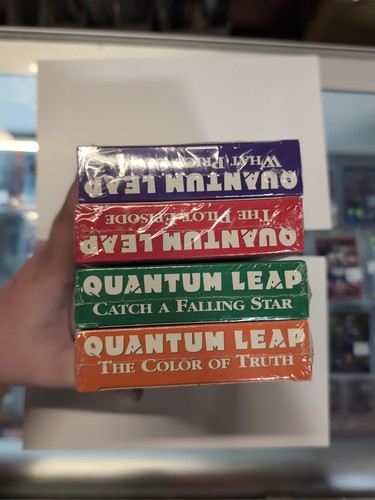 QUANTUM LEAP
WHAT PRICE
QUANTUM LEAP
THE PILOT EPISODE
QUANTUM LEAP
CATCH A FALLING STAR
QUANTUM LEAP
THE COLOR OF TRUTH